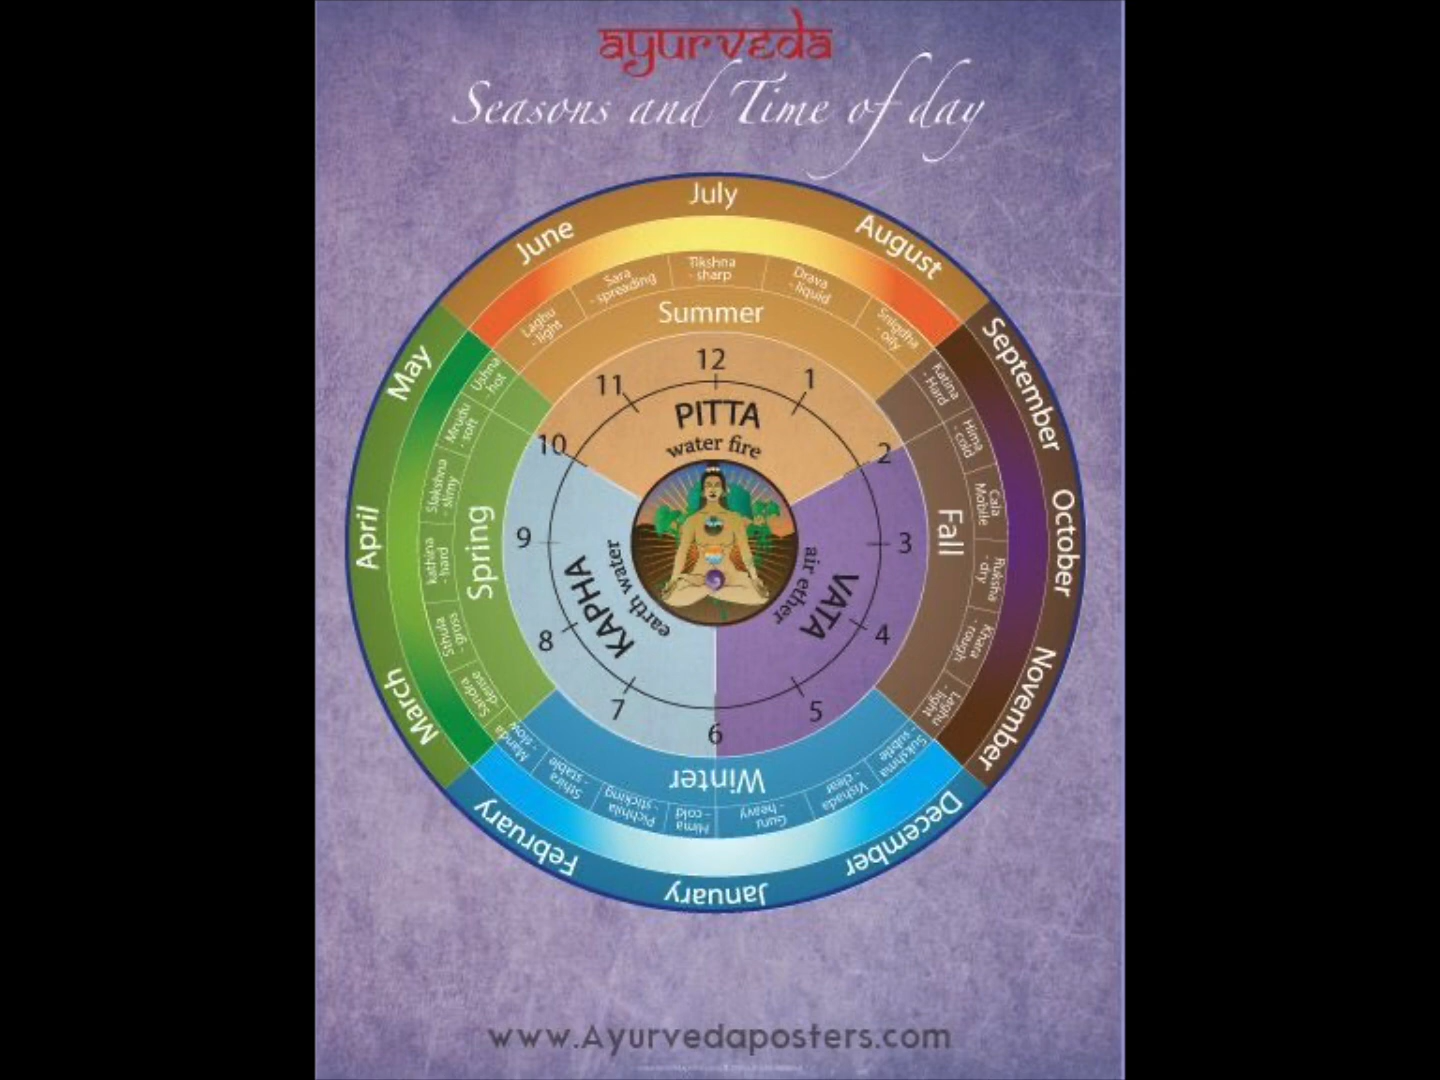 ayurveda
Seasons and Time of day
July
August
September
October
November
December
January
February
March
April
May
June
Summer
Fall
Winter
Spring
Laghu
- light
Sara
- spreading
Tikshna
- sharp
Drava
- liquid
Snigdha
- oily
Katina
- Hard
Hima
- cold
Cala
Mobile
Ruksha
- dry
Khara
- rough
Laghu
- light
Sukshma
- subtle
Vishada
- clear
Guru
- heavy
Hima
- cold
Pichhila
- sticking
Sthira
- stable
Manda
- slow
Sandra
- dense
Sthula
- gross
kathina
- hard
Slakshna
- slimy
Mrudu
- soft
Ushna
- hot
12
1
2
3
4
5
6
7
8
9
10
11
PITTA
water fire
VATA
air ether
KAPHA
earth water
www.Ayurvedaposters.com